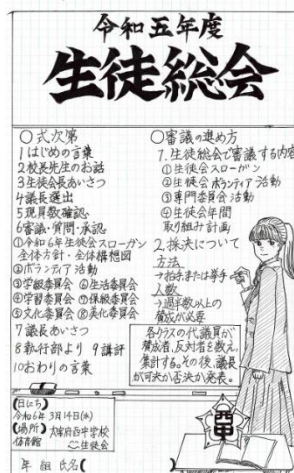 令和五年度
生徒総会
○式次第
1 はじめの言葉
2 校長先生のお話
3 生徒会長あいさつ
4 議長選出
5 現員数確認
6 審議・質問・承認
①令和6年生徒会スローガン
全体方針・全体構想図
②ボランティア活動
③学級委員会 ④生活委員会
④学習委員会 ⑦保健委員会
⑤文化委員会 ⑧美化委員会
7 議長あいさつ
8 執行部より 9 講評
10 おわりの言葉
○審議の進め方
1. 生徒総会で審議する内容
①生徒会スローガン
②生徒会ボランティア活動
③専門委員会活動
④生徒会年間
取り組み計画
2. 採決について
方法
→拍手または挙手
人数
→過半数以上の
賛成が必要
各クラスの代議員が
賛成者、反対者を数え、
集計する。その後、議長
が可決か否決か発表。
【日にち】
令和6年 3月14日(木)
【場所】太宰府西中学校
体育館
生徒会
西中
年 組 氏名(